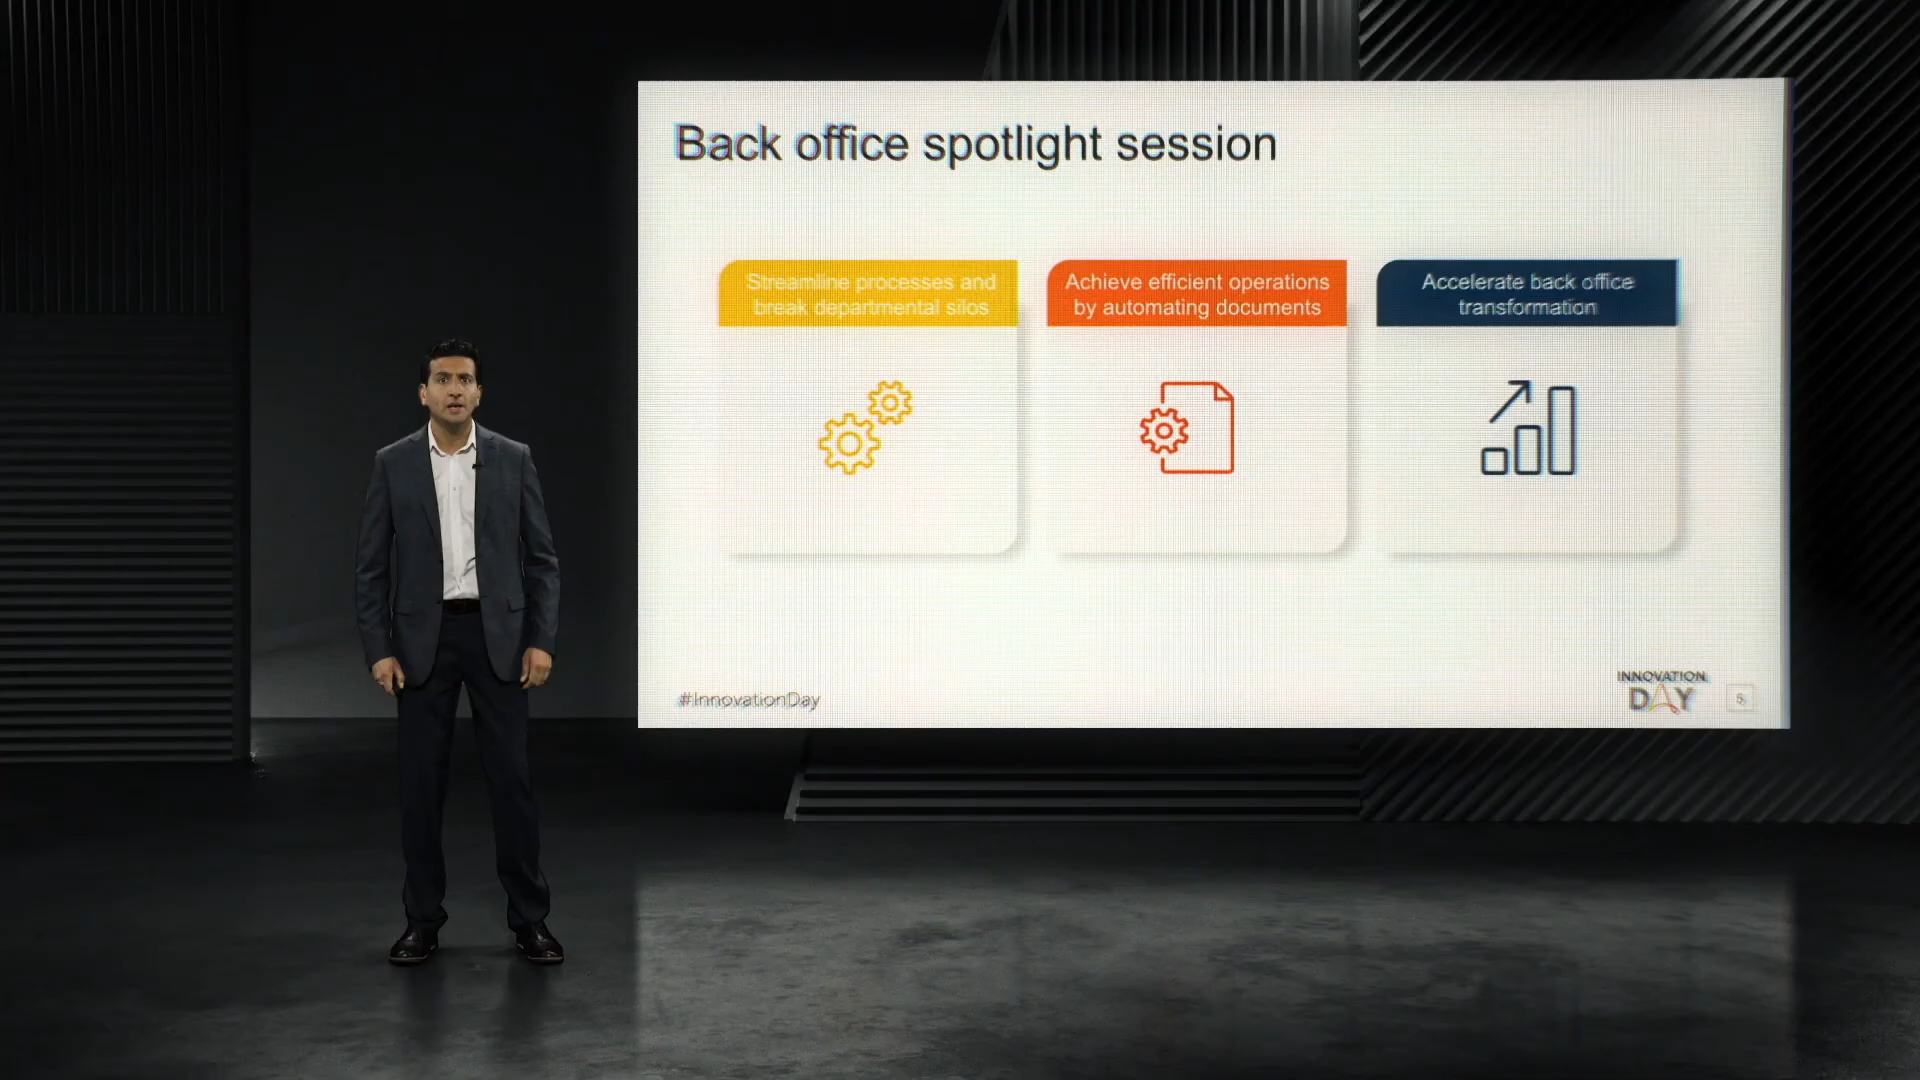 Back office spotlight session
Streamline processes and
break departmental silos
Achieve efficient operations
by automating documents
Accelerate back office
transformation
#InnovationDay
INNOVATION
DAY
5